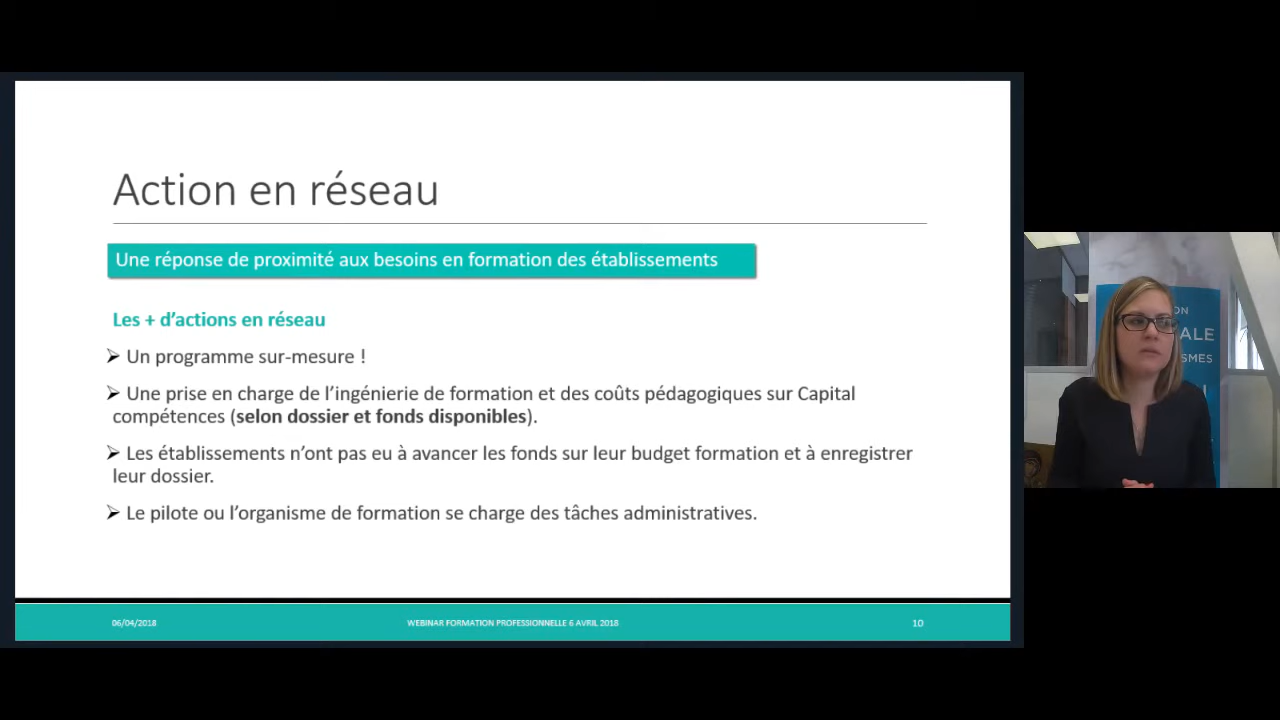 Action en réseau
Une réponse de proximité aux besoins en formation des établissements
Les + d’actions en réseau
Un programme sur-mesure !
Une prise en charge de l’ingénierie de formation et des coûts pédagogiques sur Capital
compétences (selon dossier et fonds disponibles).
Les établissements n’ont pas eu à avancer les fonds sur leur budget formation et à enregistrer
leur dossier.
Le pilote ou l’organisme de formation se charge des tâches administratives.
06/04/2018
WEBINAR FORMATION PROFESSIONNELLE 6 AVRIL 2018
10
ON
ALE
SMES